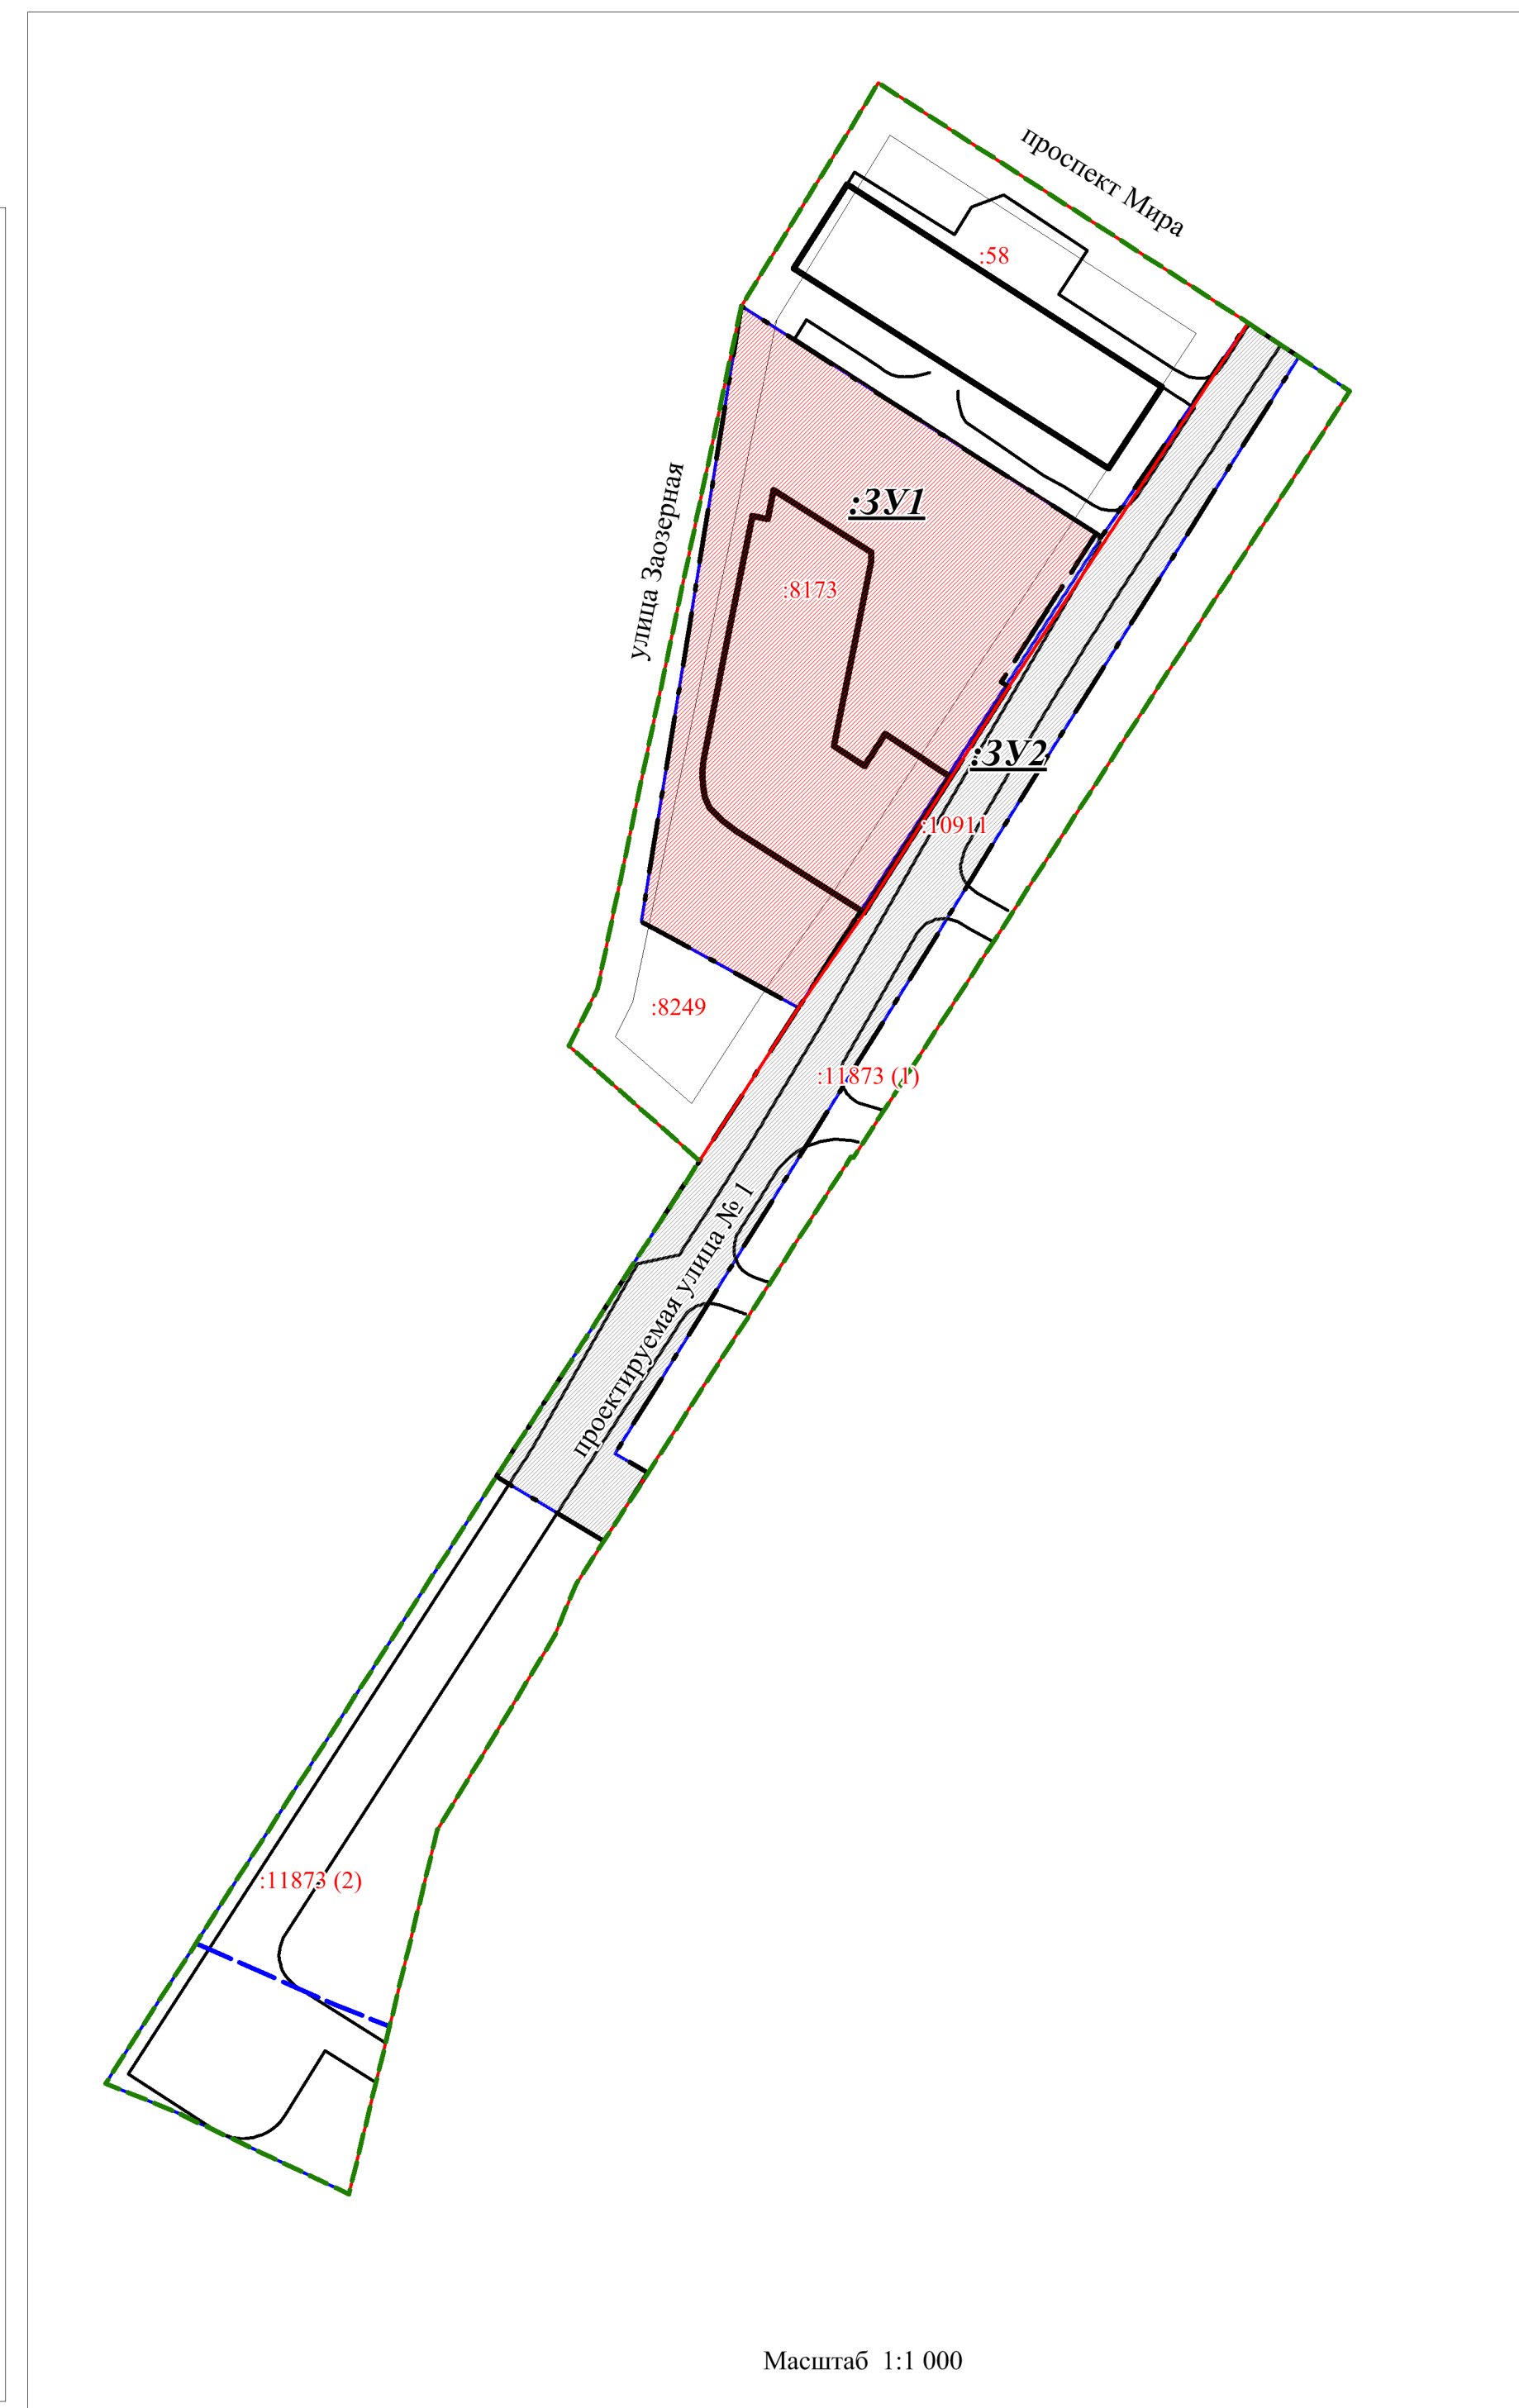 проспект Мира
:58
:ЗУ1
улица Заозерная
:8173
:ЗУ2
:10911
:8249
:11873 (1)
проектируемая улица № 1
:11873 (2)
Масштаб 1:1 000